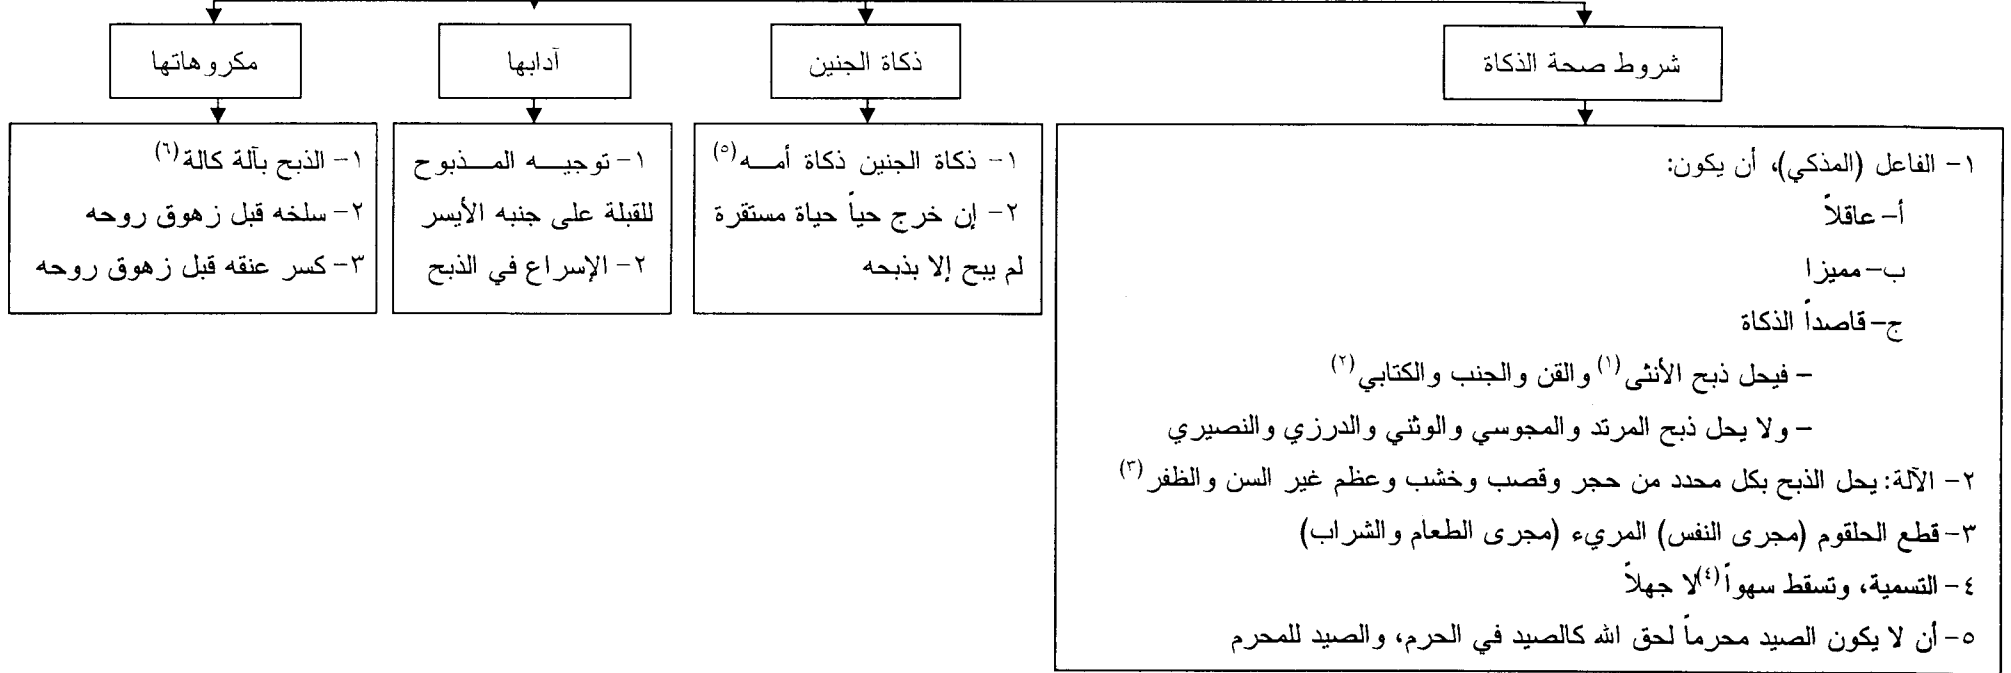 شروط صحة الذكاة
١- الفاعل (المذكي)، أن يكون:
أ- عاقلاً
ب- مميزا
ج- قاصداً الذكاة
- فيحل ذبح الأنثى(١) والقن والجنب والكتابي(٢)
- ولا يحل ذبح المرتد والمجوسي والوثني والدرزي والنصيري
٢- الآلة: يحل الذبح بكل محدد من حجر وقصب وخشب وعظم غير السن والظفر(٣)
٣- قطع الحلقوم (مجرى النفس) المريء (مجرى الطعام والشراب)
٤- التسمية، وتسقط سهواً(٤) لا جهلاً
٥- أن لا يكون الصيد محرماً لحق الله كالصيد في الحرم، والصيد للمحرم
ذكاة الجنين
١- ذكاة الجنين ذكاة أمه(٥)
٢- إن خرج حياً حياة مستقرة
لم يبح إلا بذبحه
آدابها
١- توجيه المذبوح
للقبلة على جنبه الأيسر
٢- الإسراع في الذبح
مكروهاتها
١- الذبح بآلة كالة(٦)
٢- سلخه قبل زهوق روحه
٣- كسر عنقه قبل زهوق روحه